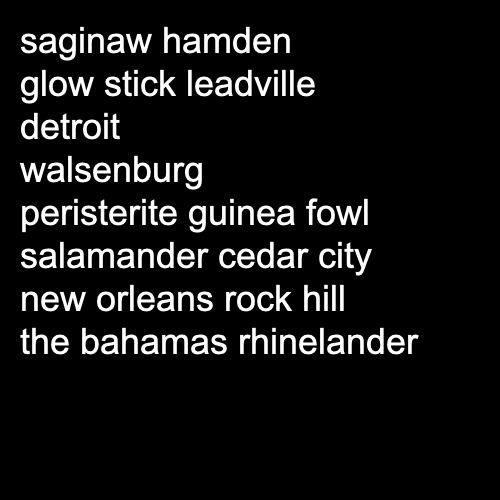 saginaw hamden
glow stick leadville
detroit
walsenburg
peristerite guinea fowl
salamander cedar city
new orleans rock hill
the bahamas rhinelander